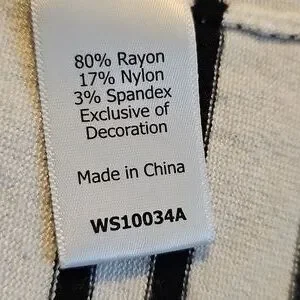 80% Rayon
17% Nylon
3% Spandex
Exclusive of
Decoration
Made in China
WS10034A